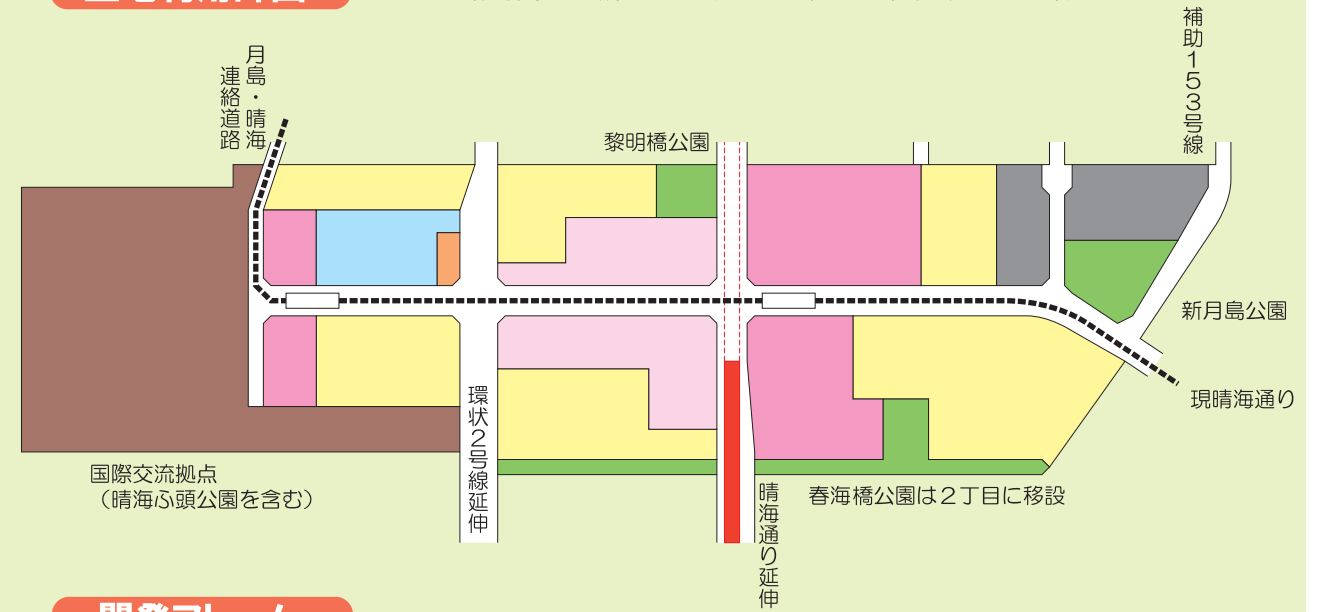 補助153号線
月島・晴海
連絡道路
黎明橋公園
新月島公園
現晴海通り
環状2号線延伸
国際交流拠点
(晴海ふ頭公園を含む)
晴海通り延伸
春海橋公園は2丁目に移設